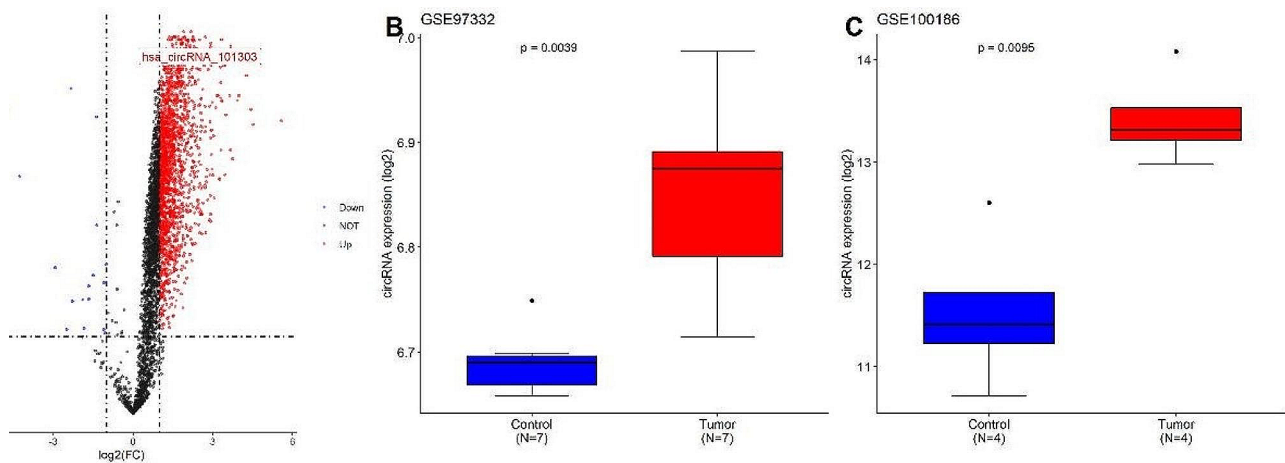 hsa_circRNA_101303
Down
NOT
Up
-3
0
3
6
log2(FC)
B
GSE97332
p = 0.0039
circRNA expression (log2)
7.0
6.9
6.8
6.7
Control
(N=7)
Tumor
(N=7)
C
GSE100186
p = 0.0095
circRNA expression (log2)
14
13
12
11
Control
(N=4)
Tumor
(N=4)